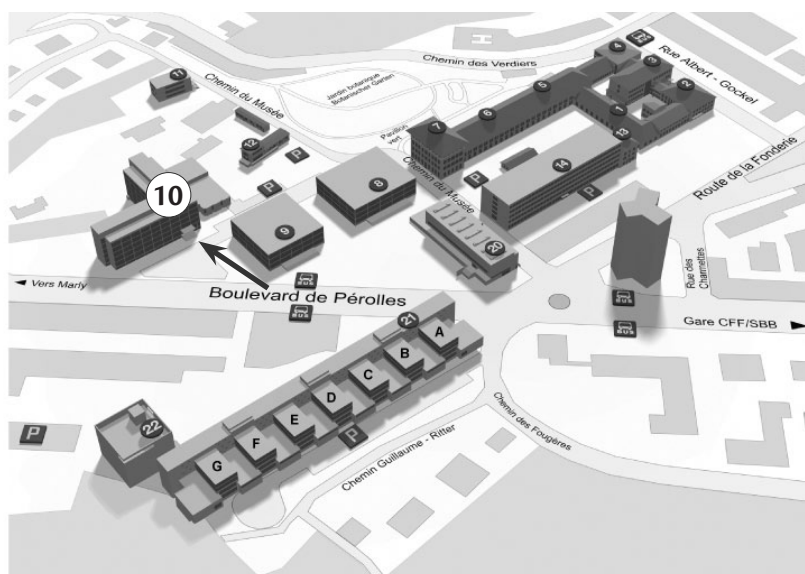 H
4
BUS
Rue Albert - Gockel
Chemin des Verdiers
3
11
5
2
Chemin du Musée
Jardin botanique
Botanischer Garten
6
1
7
13
Pavillon
vert
Route de la Fonderie
12
P
14
10
8
Chemin du Musée
P
P
P
9
20
Rue des
Charmettes
Vers Marly
BUS
Boulevard de Pérolles
BUS
BUS
BUS
Gare CFF/SBB
21
A
B
C
D
E
F
G
P
22
P
Chemin des Fougères
Chemin Guillaume - Ritter